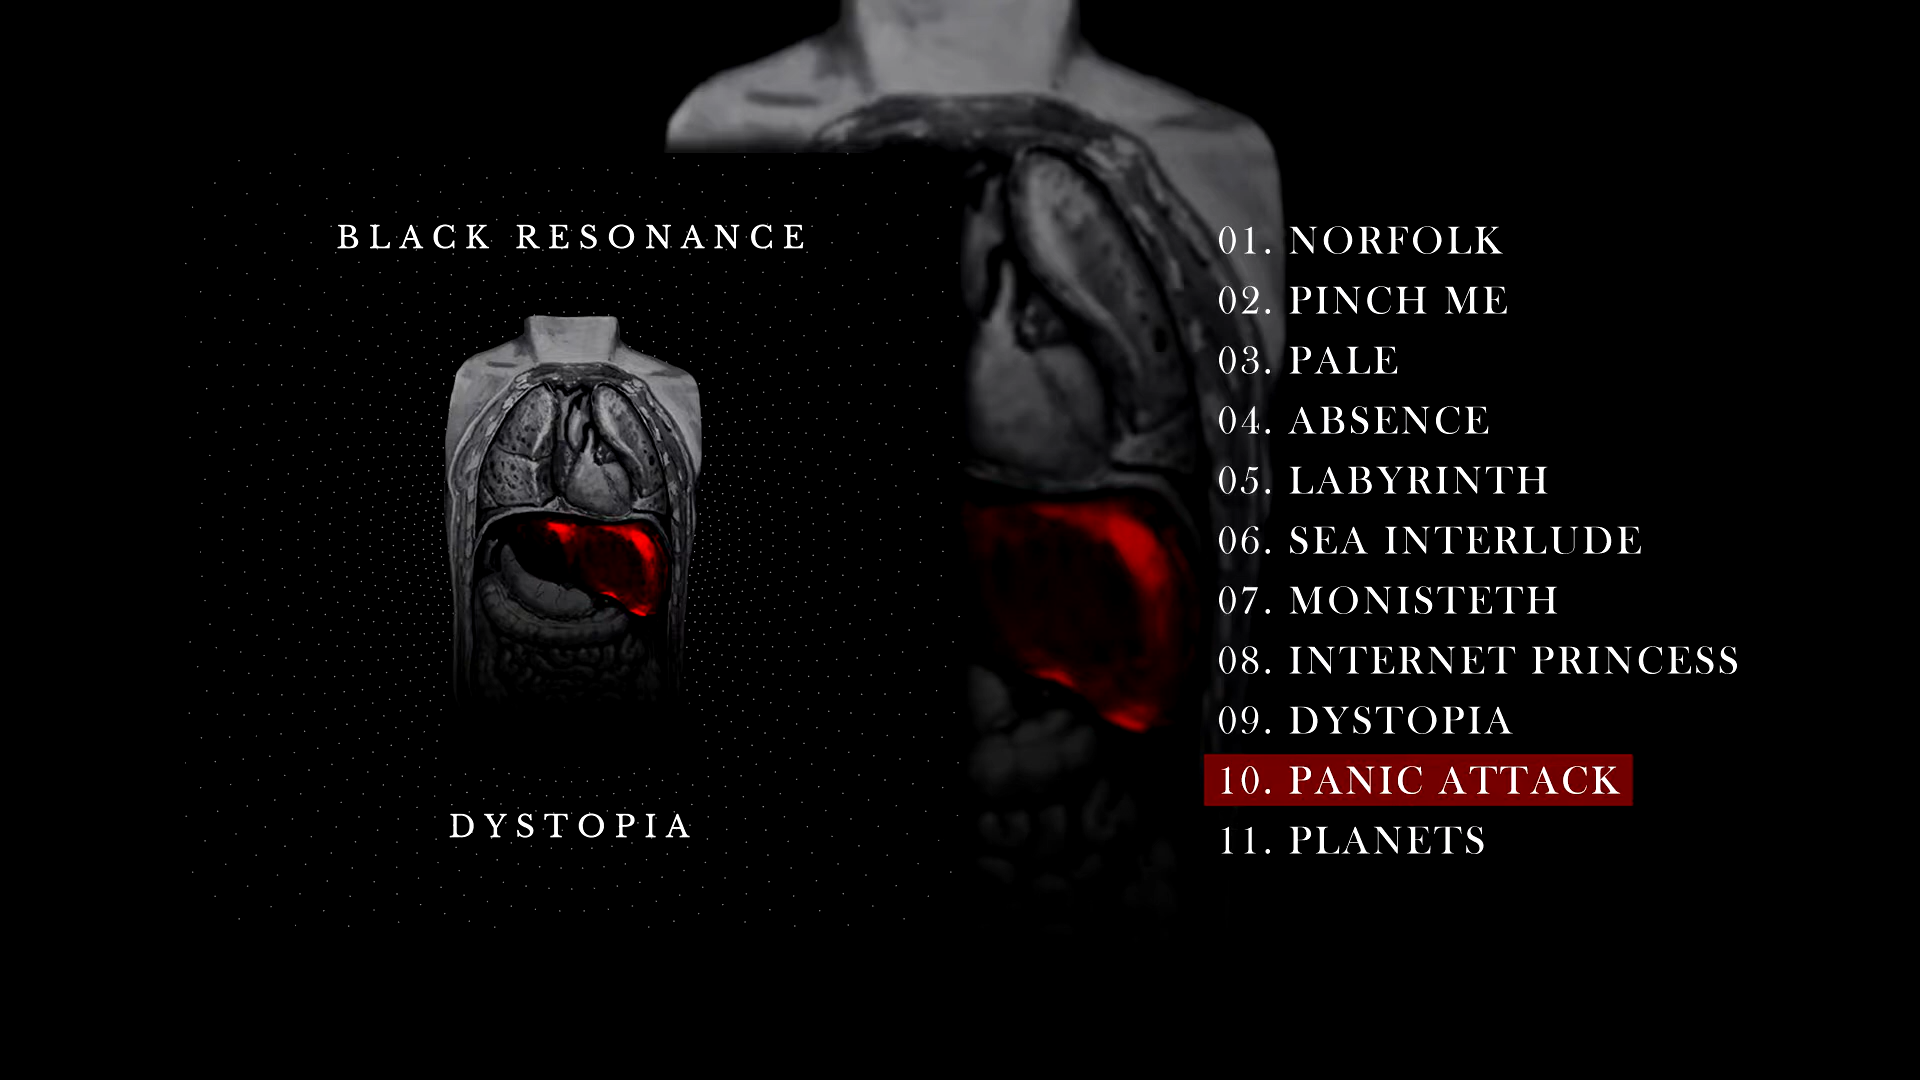 BLACK RESONANCE
DYSTOPIA
01. NORFOLK
02. PINCH ME
03. PALE
04. ABSENCE
05. LABYRINTH
06. SEA INTERLUDE
07. MONISTETH
08. INTERNET PRINCESS
09. DYSTOPIA
10. PANIC ATTACK
11. PLANETS